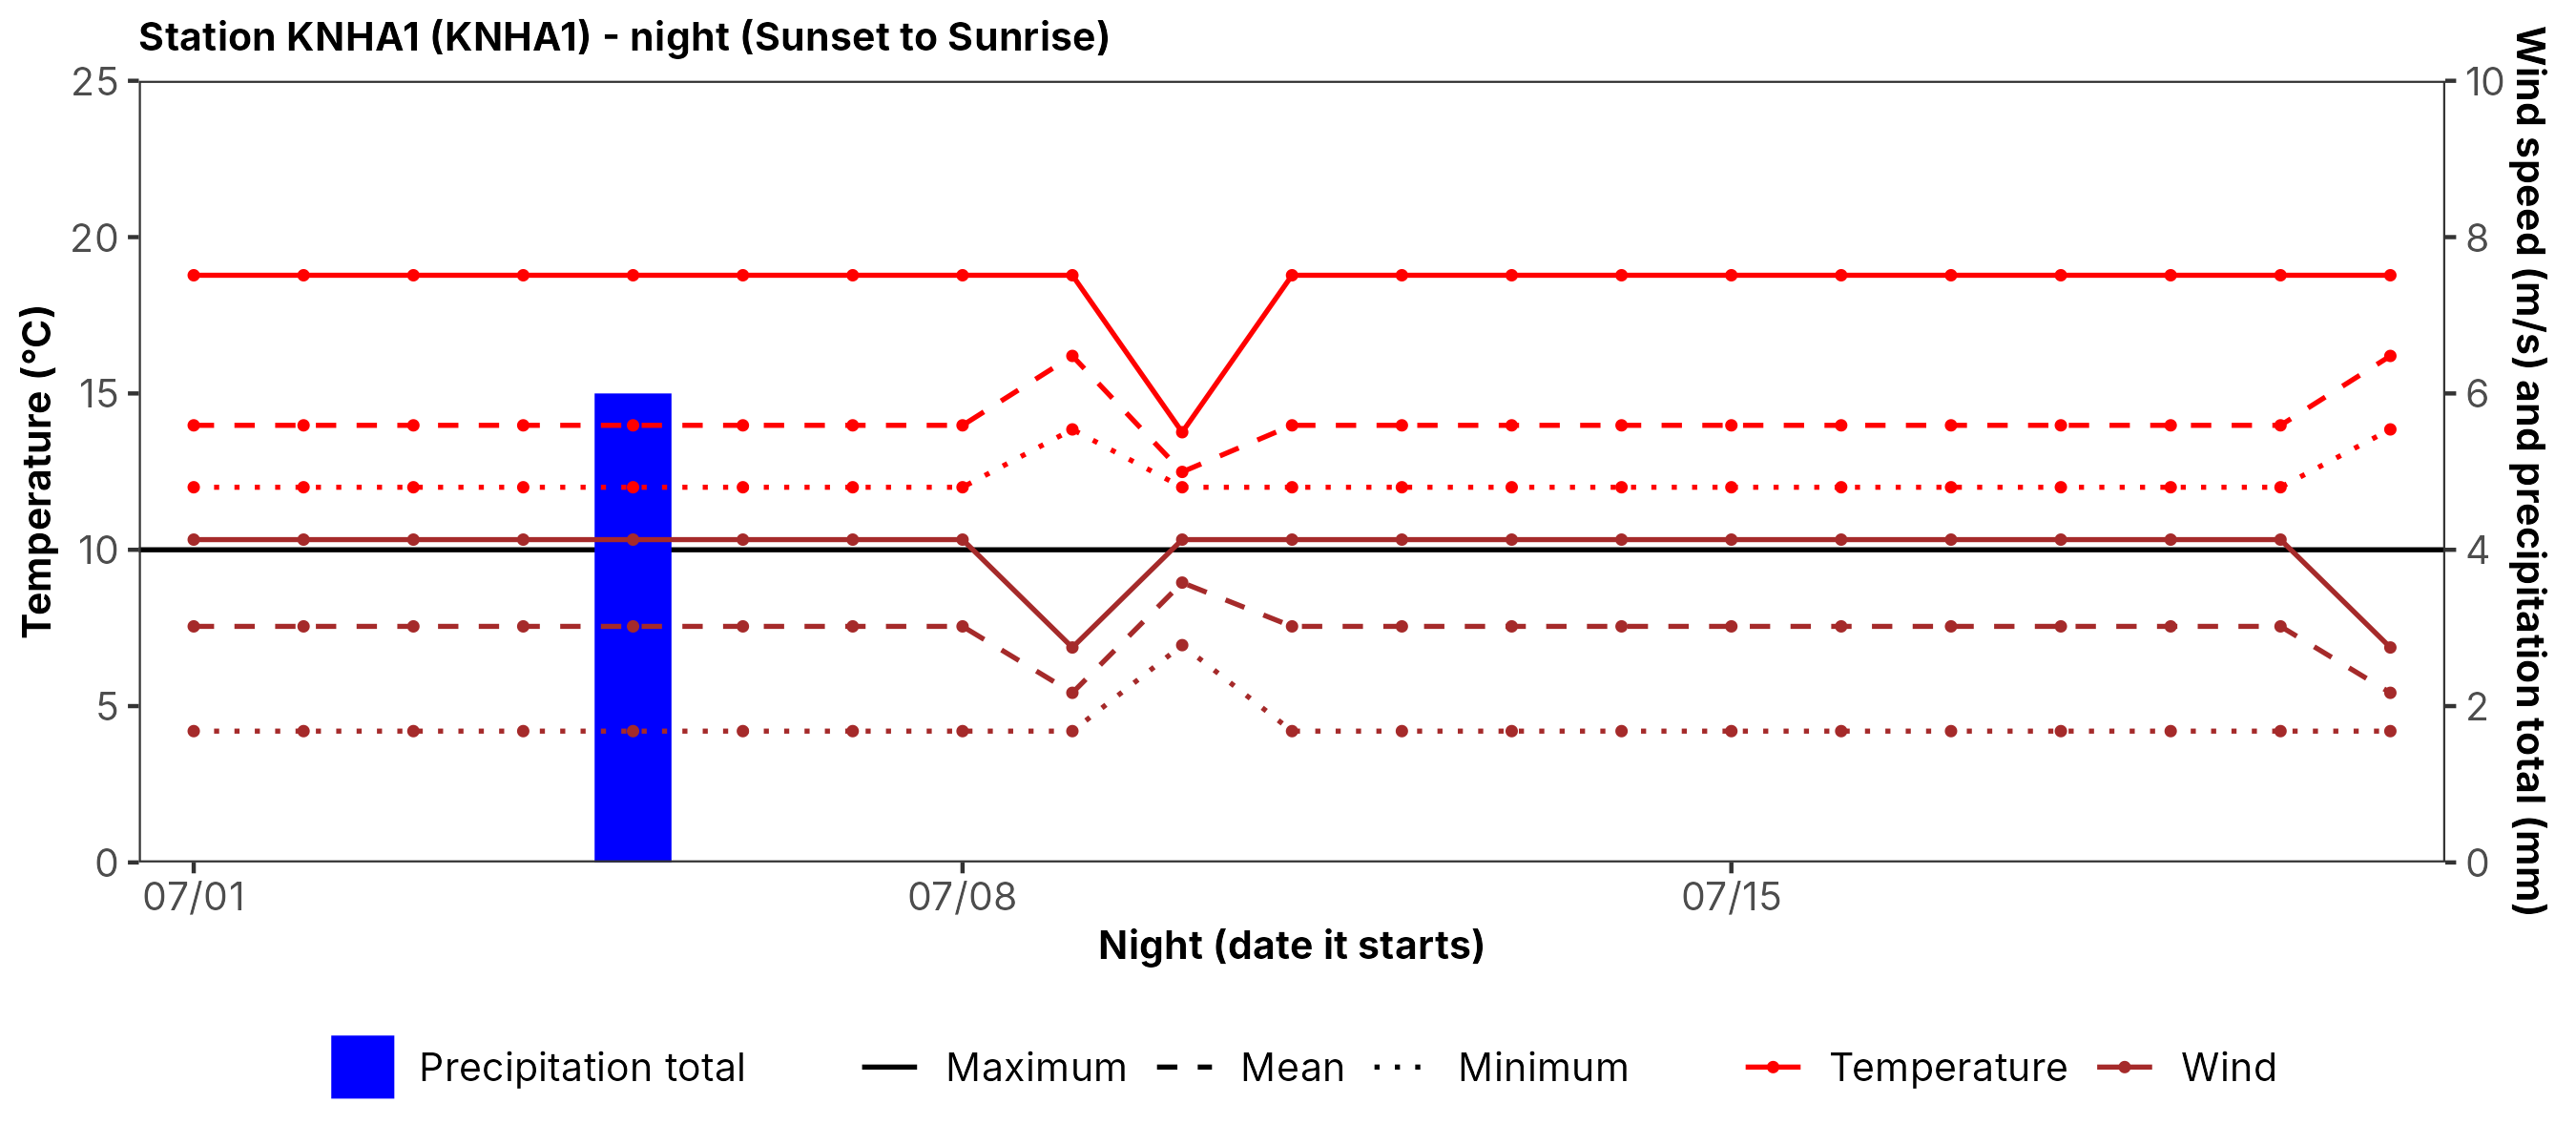 Station KNHA1 (KNHA1) - night (Sunset to Sunrise)
25
20
15
10
5
0
Temperature (°C)
10
8
6
4
2
0
Wind speed (m/s) and precipitation total (mm)
07/01
07/08
07/15
Night (date it starts)
Precipitation total
Maximum
Mean
Minimum
Temperature
Wind